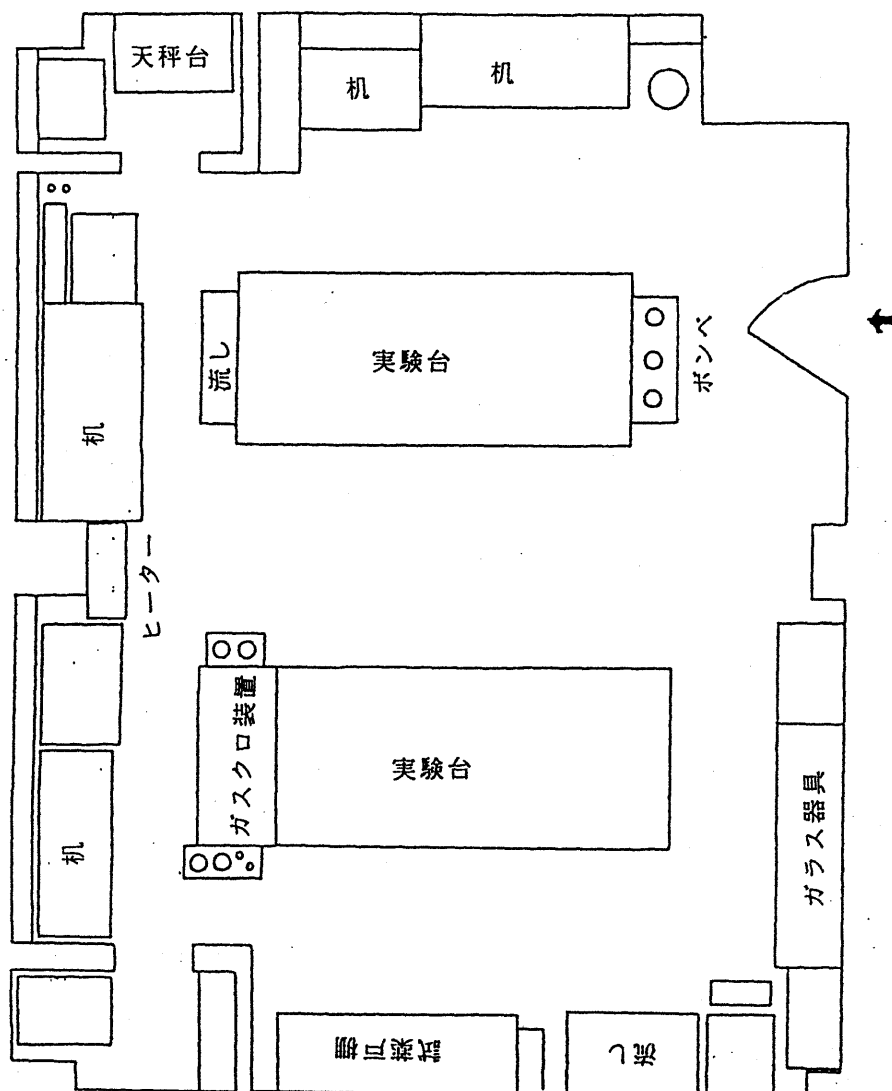 天秤台
机
机
流し
実験台
ボンベ
机
ヒーター
ガスクロ装置
実験台
机
ガラス器具
試薬戸棚
流し